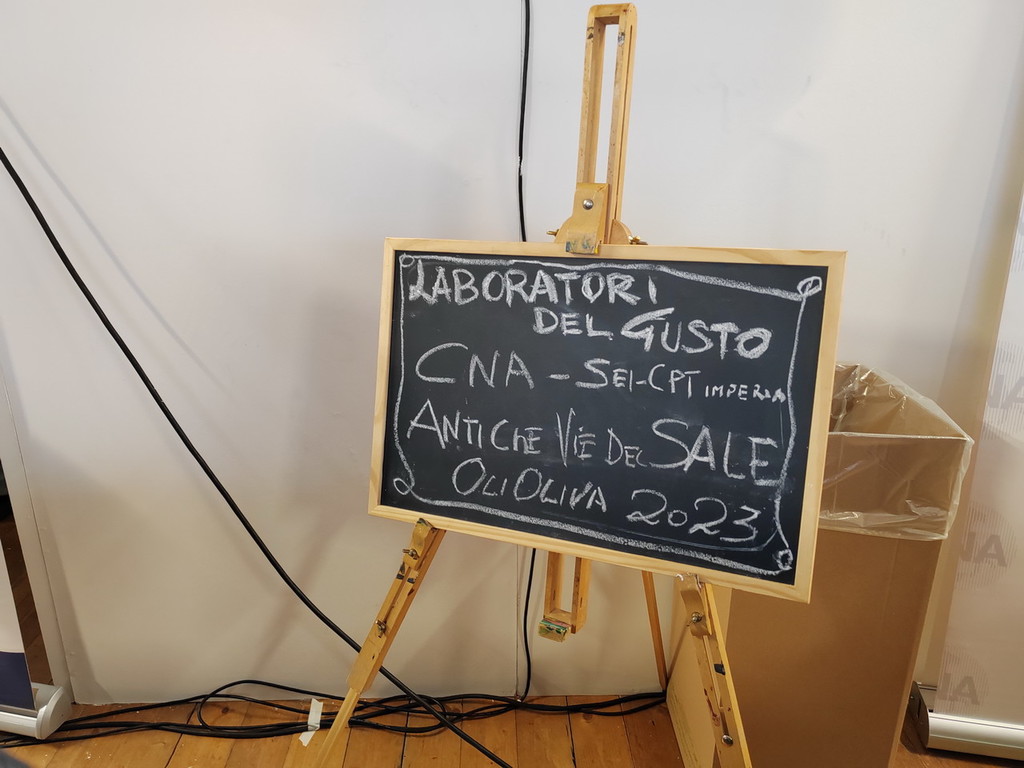 LABORATORI
DEL GUSTO
CNA - SEI-CPT IMPERIA
ANTICHE VIE DEL SALE
OLIOLIVA 2023